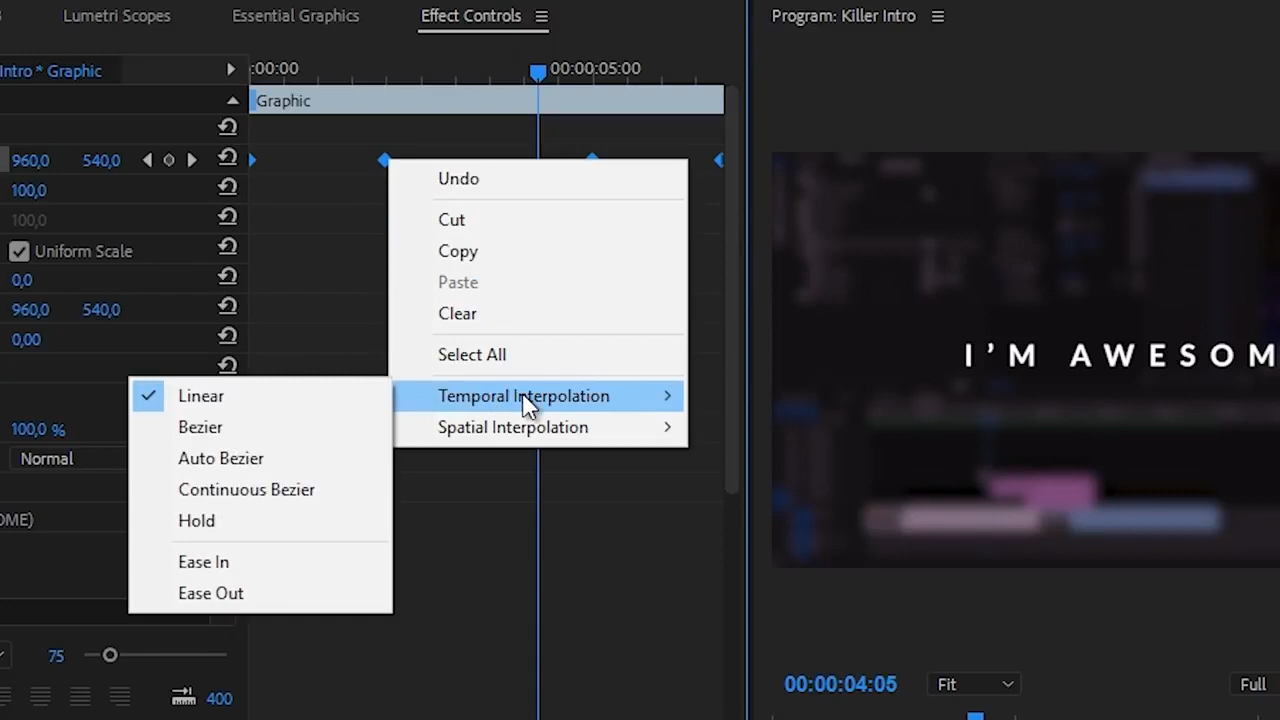 Lumetri Scopes Essential Graphics Effect Controls Program: Killer Intro
Intro * Graphic :00:00 00:00:05:00
Graphic
960,0 540,0
100,0
100,0
Uniform Scale
0,0
960,0 540,0
0,00
100,0 %
Normal
OME)
75
400
Undo
Cut
Copy
Paste
Clear
Select All
Temporal Interpolation
Spatial Interpolation
Linear
Bezier
Auto Bezier
Continuous Bezier
Hold
Ease In
Ease Out
I'M AWESOM
00:00:04:05 Fit Full